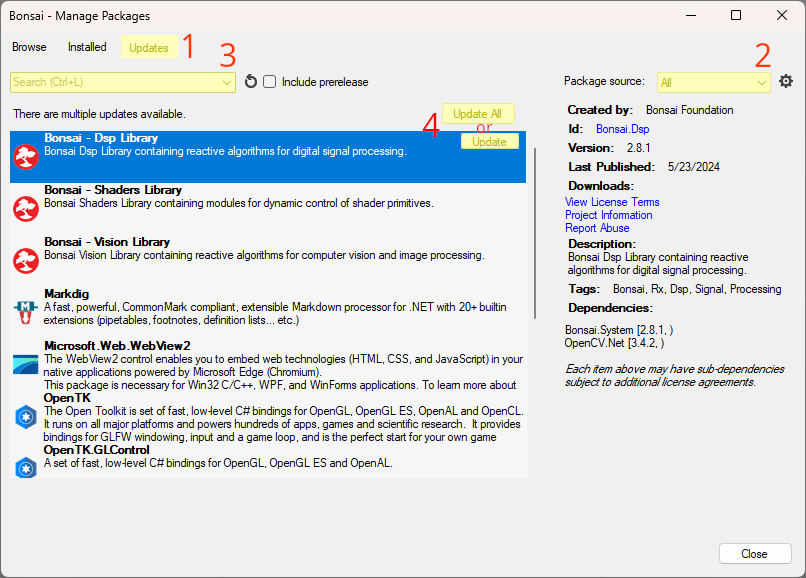 Bonsai - Manage Packages
Browse Installed Updates 1
3
2
Search (Ctrl+L) Include prerelease
Package source: All
There are multiple updates available.
4 Update All
or
Update
Bonsai - Dsp Library
Bonsai Dsp Library containing reactive algorithms for digital signal processing.
Bonsai - Shaders Library
Bonsai Shaders Library containing modules for dynamic control of shader primitives.
Bonsai - Vision Library
Bonsai Vision Library containing reactive algorithms for computer vision and image processing.
Markdig
A fast, powerful, CommonMark compliant, extensible Markdown processor for .NET with 20+ builtin
extensions (pipetables, footnotes, definition lists... etc.)
Microsoft.Web.WebView2
The WebView2 control enables you to embed web technologies (HTML, CSS, and JavaScript) in your
native applications powered by Microsoft Edge (Chromium).
This package is necessary for Win32 C/C++, WPF, and WinForms applications. To learn more about
OpenTK
The Open Toolkit is set of fast, low-level C# bindings for OpenGL, OpenGL ES, OpenAL and OpenCL.
It runs on all major platforms and powers hundreds of apps, games and scientific research. It provides
bindings for GLFW windowing, input and a game loop, and is the perfect start for your own game
OpenTK.GLControl
A set of fast, low-level C# bindings for OpenGL, OpenGL ES and OpenAL.
Created by: Bonsai Foundation
Id: Bonsai.Dsp
Version: 2.8.1
Last Published: 5/23/2024
Downloads:
View License Terms
Project Information
Report Abuse
Description:
Bonsai Dsp Library containing reactive
algorithms for digital signal processing.
Tags: Bonsai, Rx, Dsp, Signal, Processing
Dependencies:
Bonsai.System [2.8.1, )
OpenCV.Net [3.4.2, )
Each item above may have sub-dependencies
subject to additional license agreements.
Close